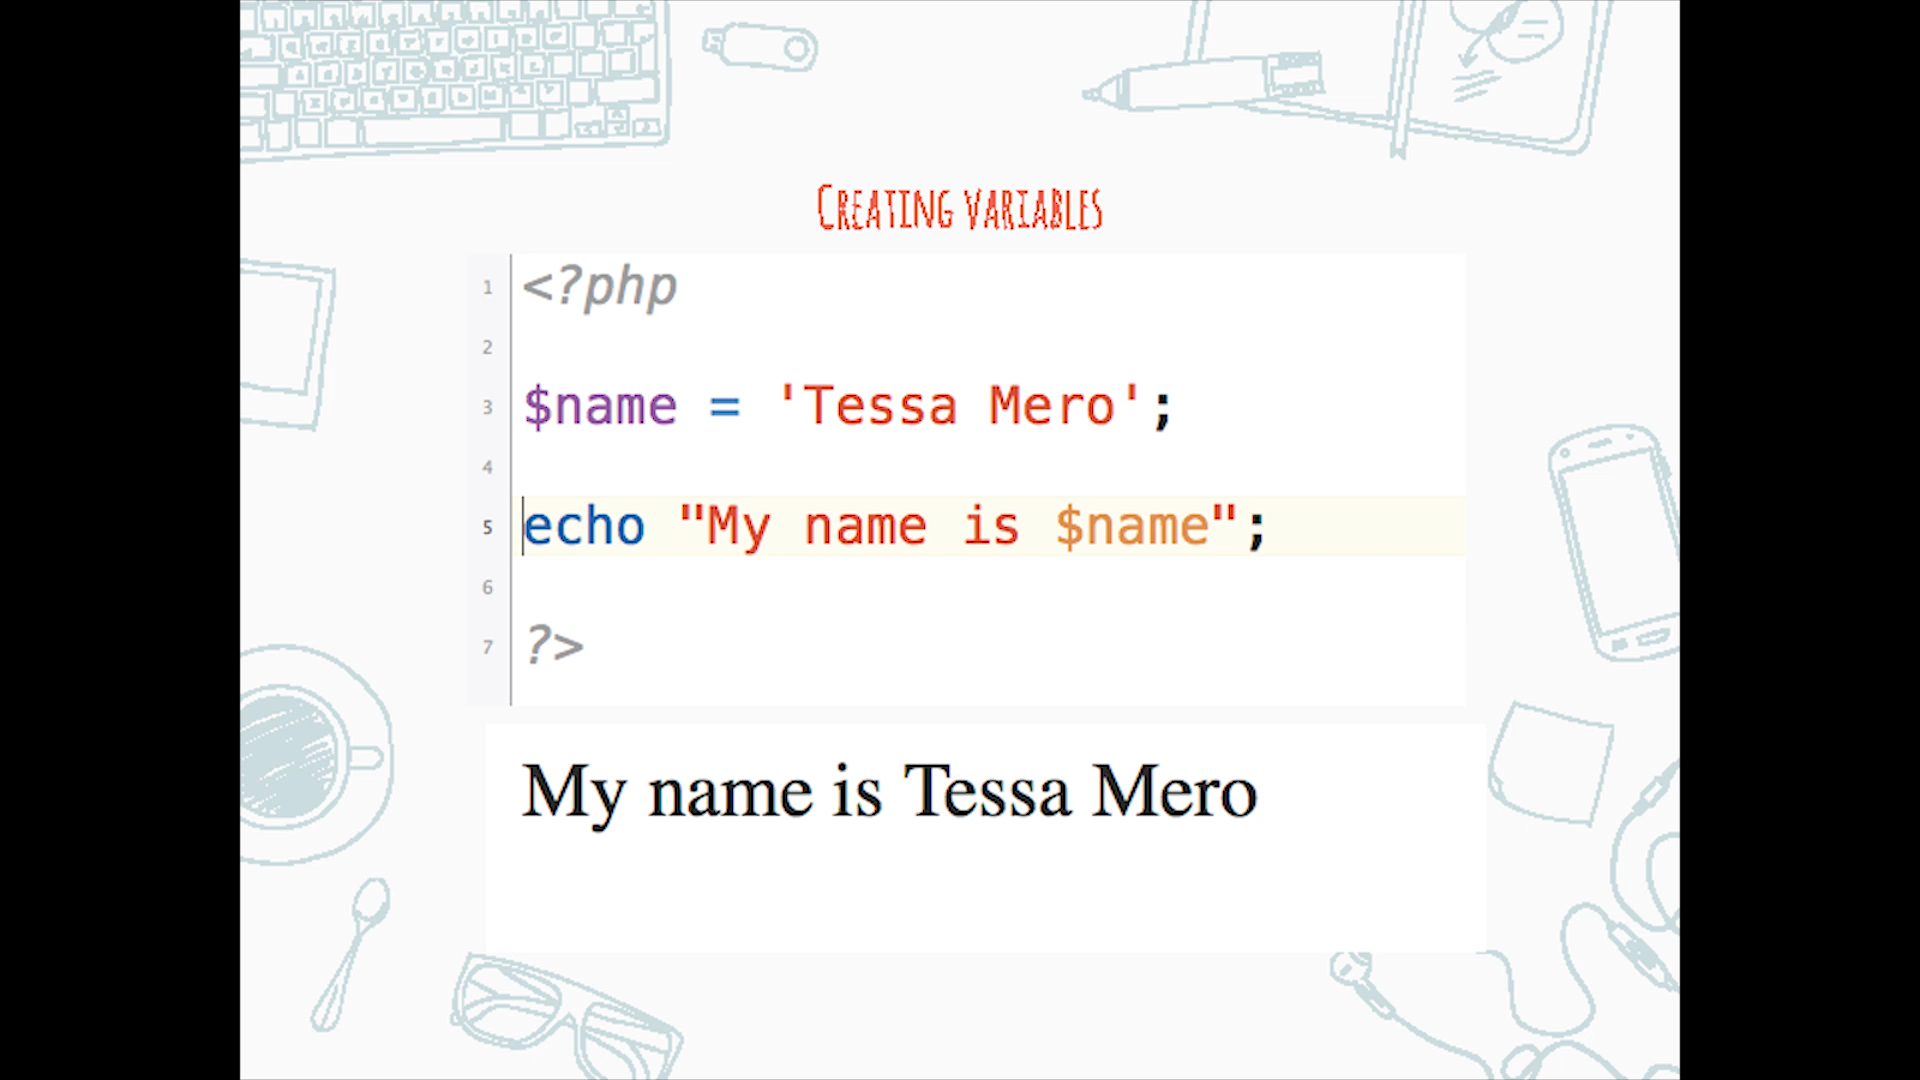 Creating variables
1 <?php
2
3 $name = 'Tessa Mero';
4
5 echo "My name is $name";
6
7 ?>
My name is Tessa Mero